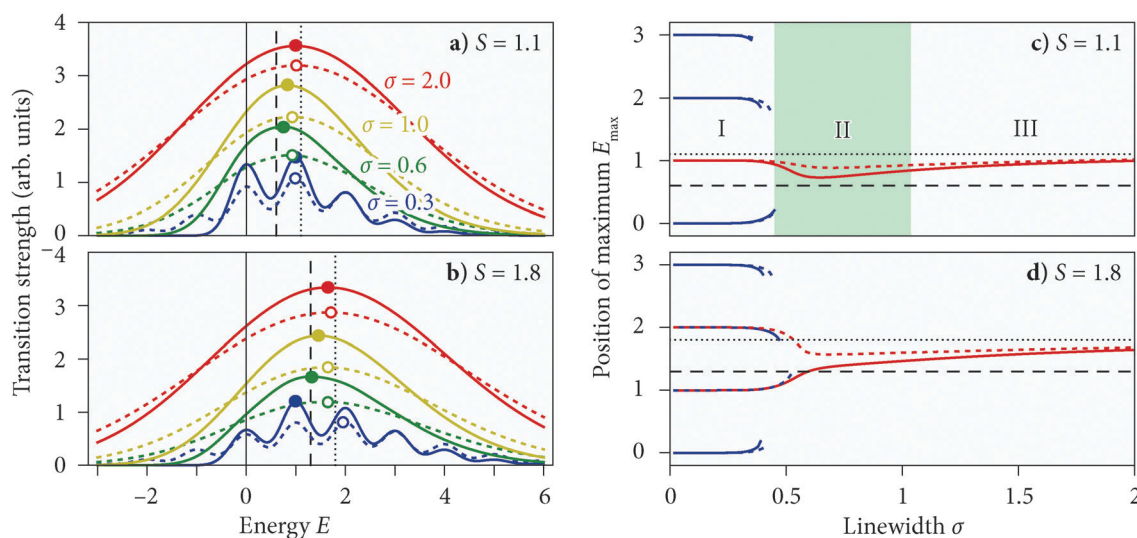 a) S = 1.1
4
3
2
1
0
Transition strength (arb. units)
σ = 2.0
σ = 1.0
σ = 0.6
σ = 0.3
b) S = 1.8
−4
3
2
1
0
−2
0
2
4
6
Energy E
c) S = 1.1
3
2
1
0
I
II
III
Position of maximum E_max
d) S = 1.8
3
2
1
0
0
0.5
1
1.5
2
Linewidth σ